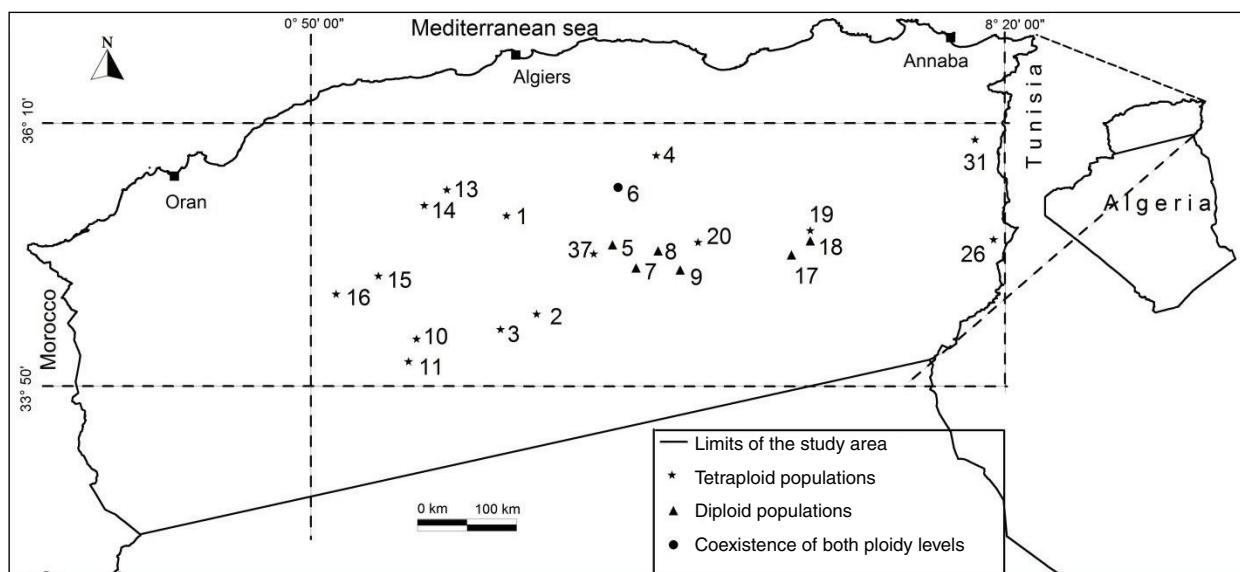 0° 50' 00"
Mediterranean sea
8° 20' 00"
N
Algiers
Annaba
Tunisia
36° 10'
4
31
Oran
13
14
6
1
19
Algeria
37
5
8
20
18
26
7
9
17
15
16
Morocco
2
3
10
11
33° 50'
Limits of the study area
Tetraploid populations
Diploid populations
Coexistence of both ploidy levels
0 km 100 km